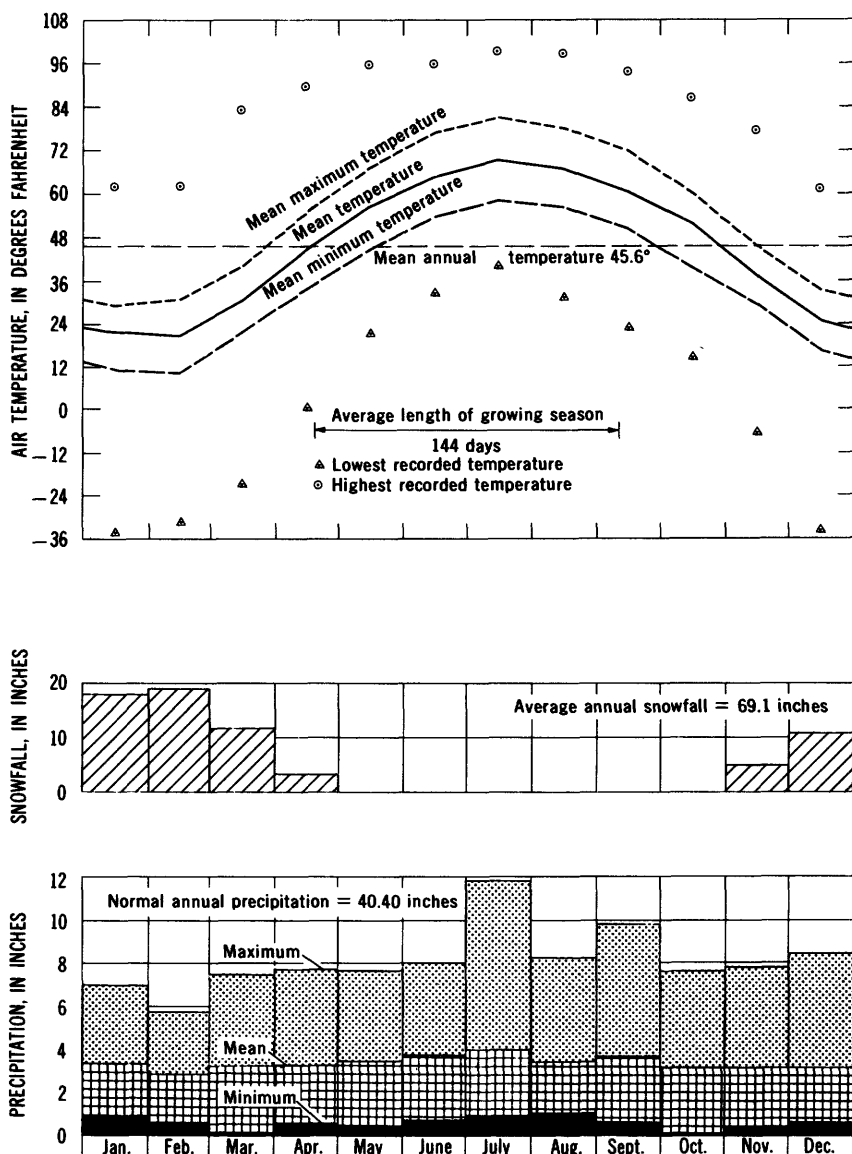 AIR TEMPERATURE, IN DEGREES FAHRENHEIT
108
96
84
72
60
48
36
24
12
0
−12
−24
−36
Mean maximum temperature
Mean temperature
Mean minimum temperature
Mean annual temperature 45.6°
Average length of growing season
144 days
Lowest recorded temperature
Highest recorded temperature
SNOWFALL, IN INCHES
20
10
0
Average annual snowfall = 69.1 inches
PRECIPITATION, IN INCHES
12
10
8
6
4
2
0
Normal annual precipitation = 40.40 inches
Maximum
Mean
Minimum
Jan. Feb. Mar. Apr. May June July Aug. Sept. Oct. Nov. Dec.